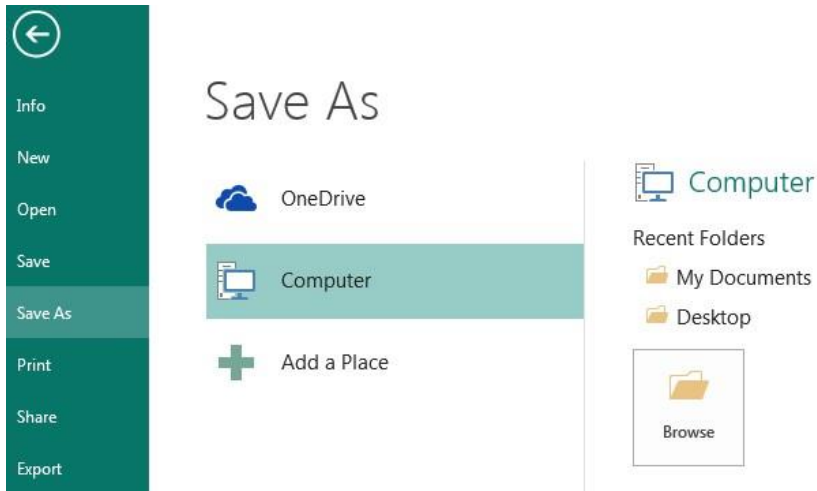 Info
New
Open
Save
Save As
Print
Share
Export
Save As
OneDrive
Computer
Add a Place
Computer
Recent Folders
My Documents
Desktop
Browse